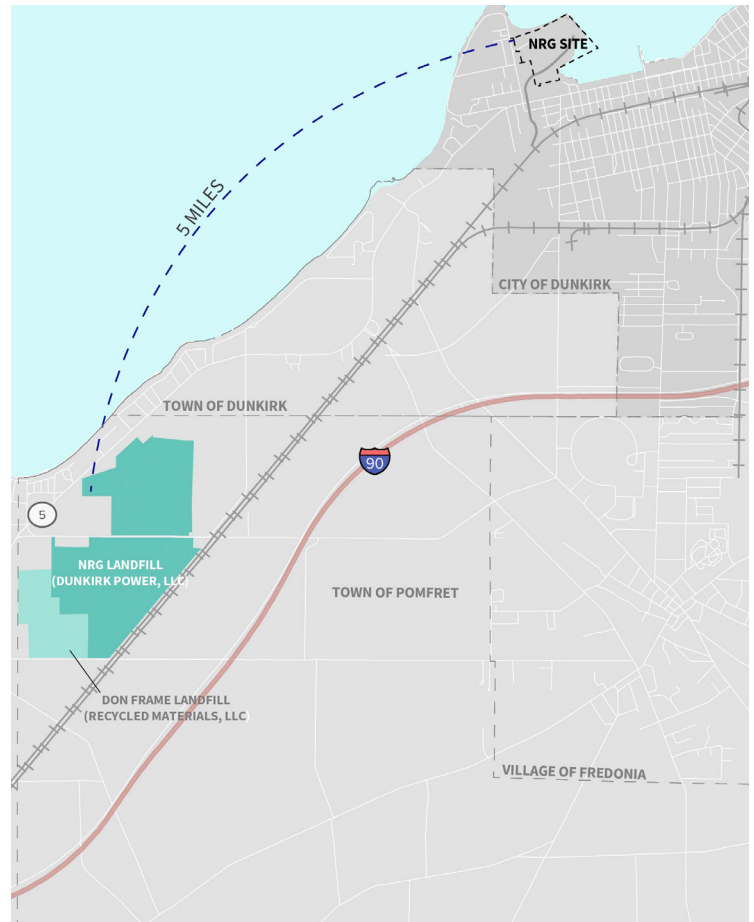 NRG SITE
5 MILES
CITY OF DUNKIRK
TOWN OF DUNKIRK
90
5
NRG LANDFILL
(DUNKIRK POWER, LLC)
TOWN OF POMFRET
DON FRAME LANDFILL
(RECYCLED MATERIALS, LLC)
VILLAGE OF FREDONIA